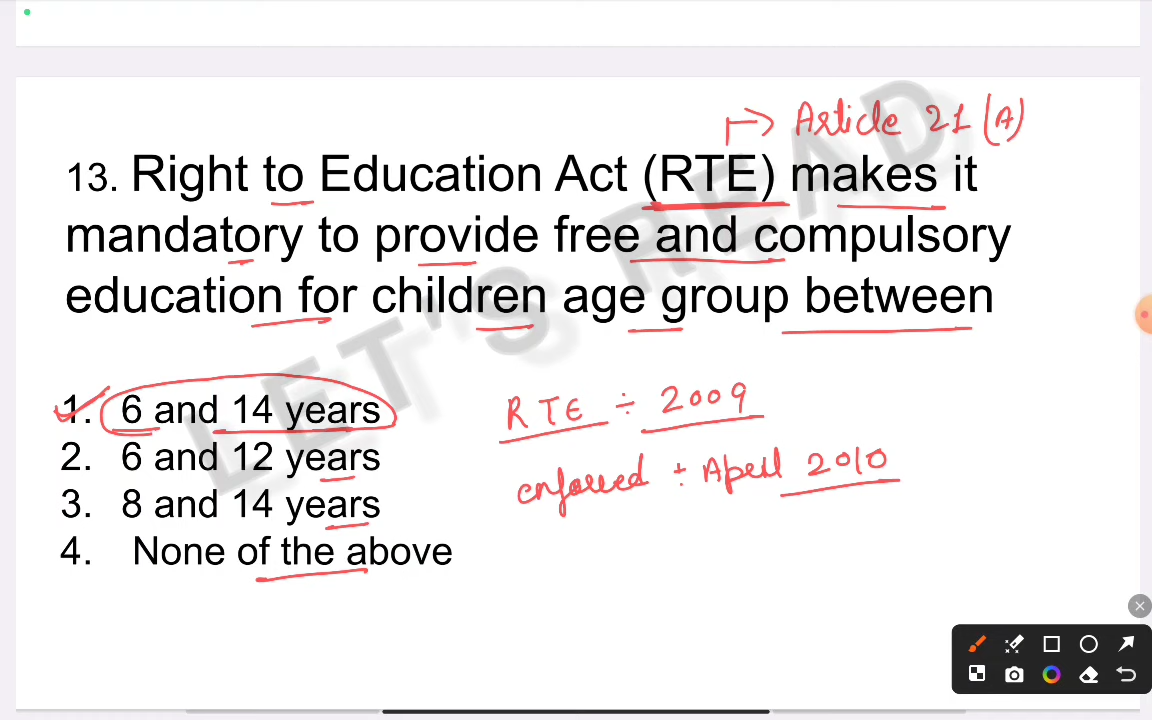 ↦ Article 21 (A)
13. Right to Education Act (RTE) makes it
mandatory to provide free and compulsory
education for children age group between
LET'S READ
1. 6 and 14 years
RTE ÷ 2009
2. 6 and 12 years
enforced ÷ April 2010
3. 8 and 14 years
4. None of the above